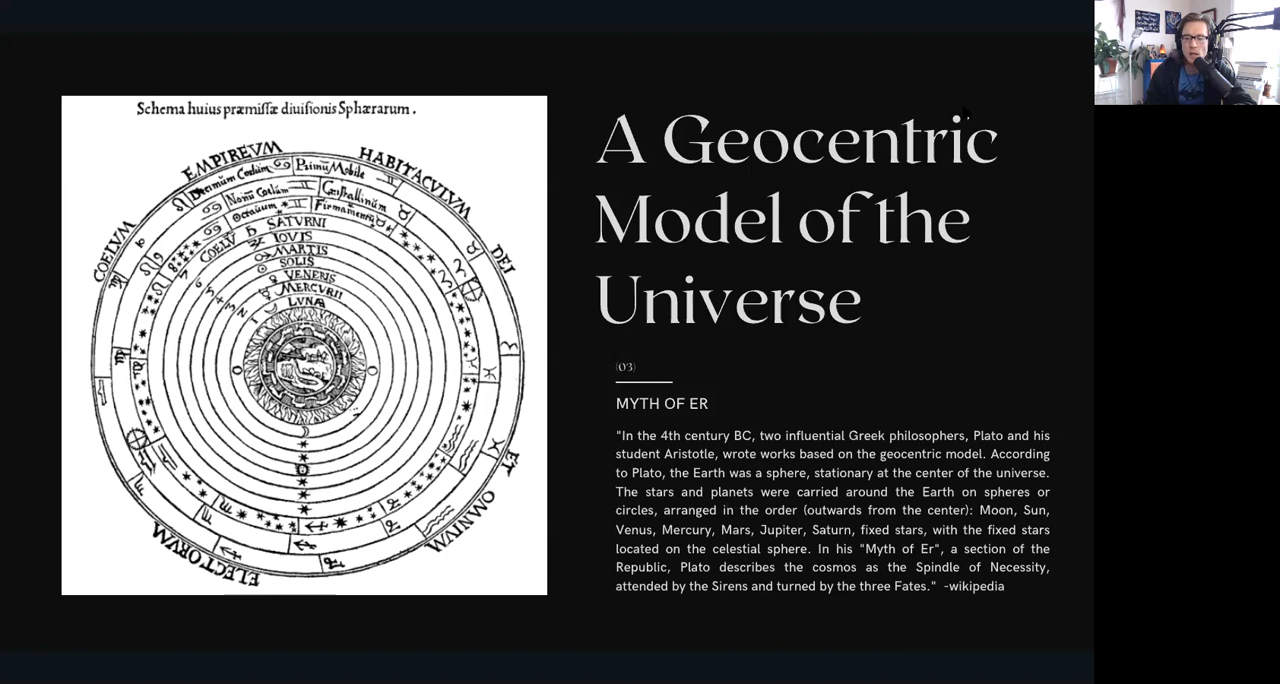 Schema huius præmissæ diuisionis Sphærarum.
COELVM EMPIREVM HABITACVLVM DEI ET OMNIVM ELECTORVM
Decimum Coelum Primũ Mobile
Nonũ Coelum Cristallinum
Octauum Firmamentũ
COELV SATURNI
IOVIS
MARTIS
SOLIS
VENERIS
MERCVRII
LVNÆ
A Geocentric
Model of the
Universe
(03)
MYTH OF ER
"In the 4th century BC, two influential Greek philosophers, Plato and his
student Aristotle, wrote works based on the geocentric model. According
to Plato, the Earth was a sphere, stationary at the center of the universe.
The stars and planets were carried around the Earth on spheres or
circles, arranged in the order (outwards from the center): Moon, Sun,
Venus, Mercury, Mars, Jupiter, Saturn, fixed stars, with the fixed stars
located on the celestial sphere. In his "Myth of Er", a section of the
Republic, Plato describes the cosmos as the Spindle of Necessity,
attended by the Sirens and turned by the three Fates." -wikipedia